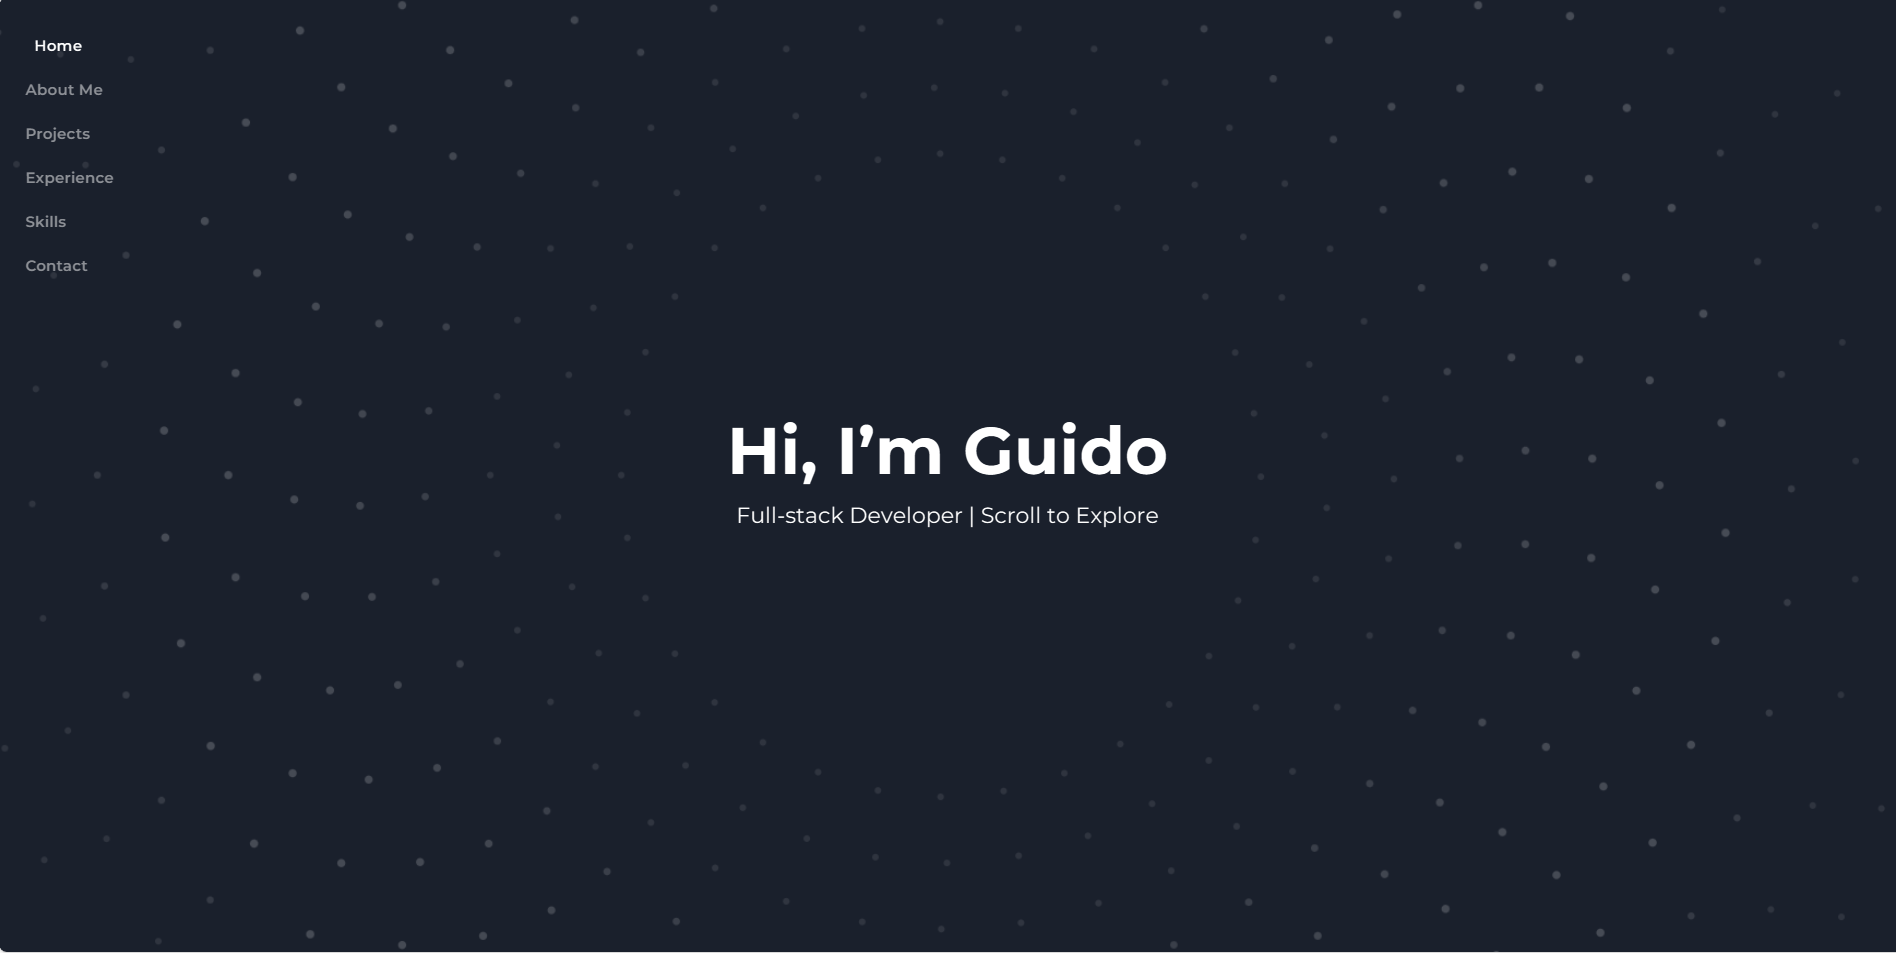 Home
About Me
Projects
Experience
Skills
Contact
Hi, I’m Guido
Full-stack Developer | Scroll to Explore